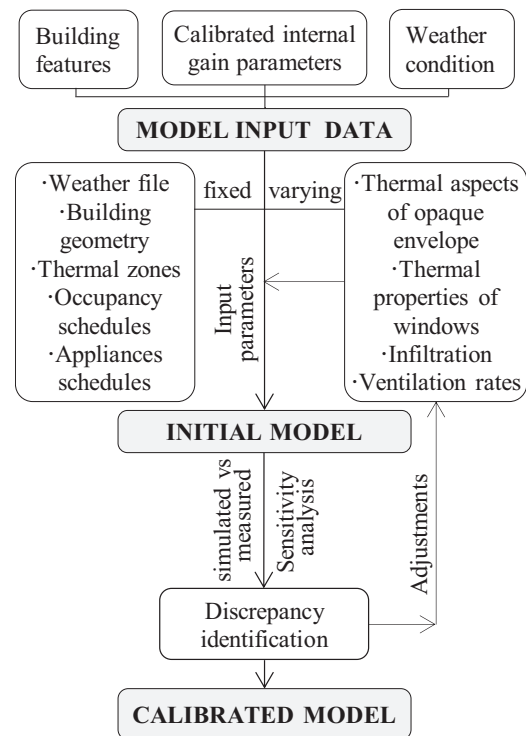 Building
features
Calibrated internal
gain parameters
Weather
condition
MODEL INPUT DATA
·Weather file
·Building
geometry
·Thermal zones
·Occupancy
schedules
·Appliances
schedules
fixed
varying
·Thermal aspects
of opaque
envelope
·Thermal
properties of
windows
·Infiltration
·Ventilation rates
Input
parameters
INITIAL MODEL
simulated vs
measured
Sensitivity
analysis
Adjustments
Discrepancy
identification
CALIBRATED MODEL